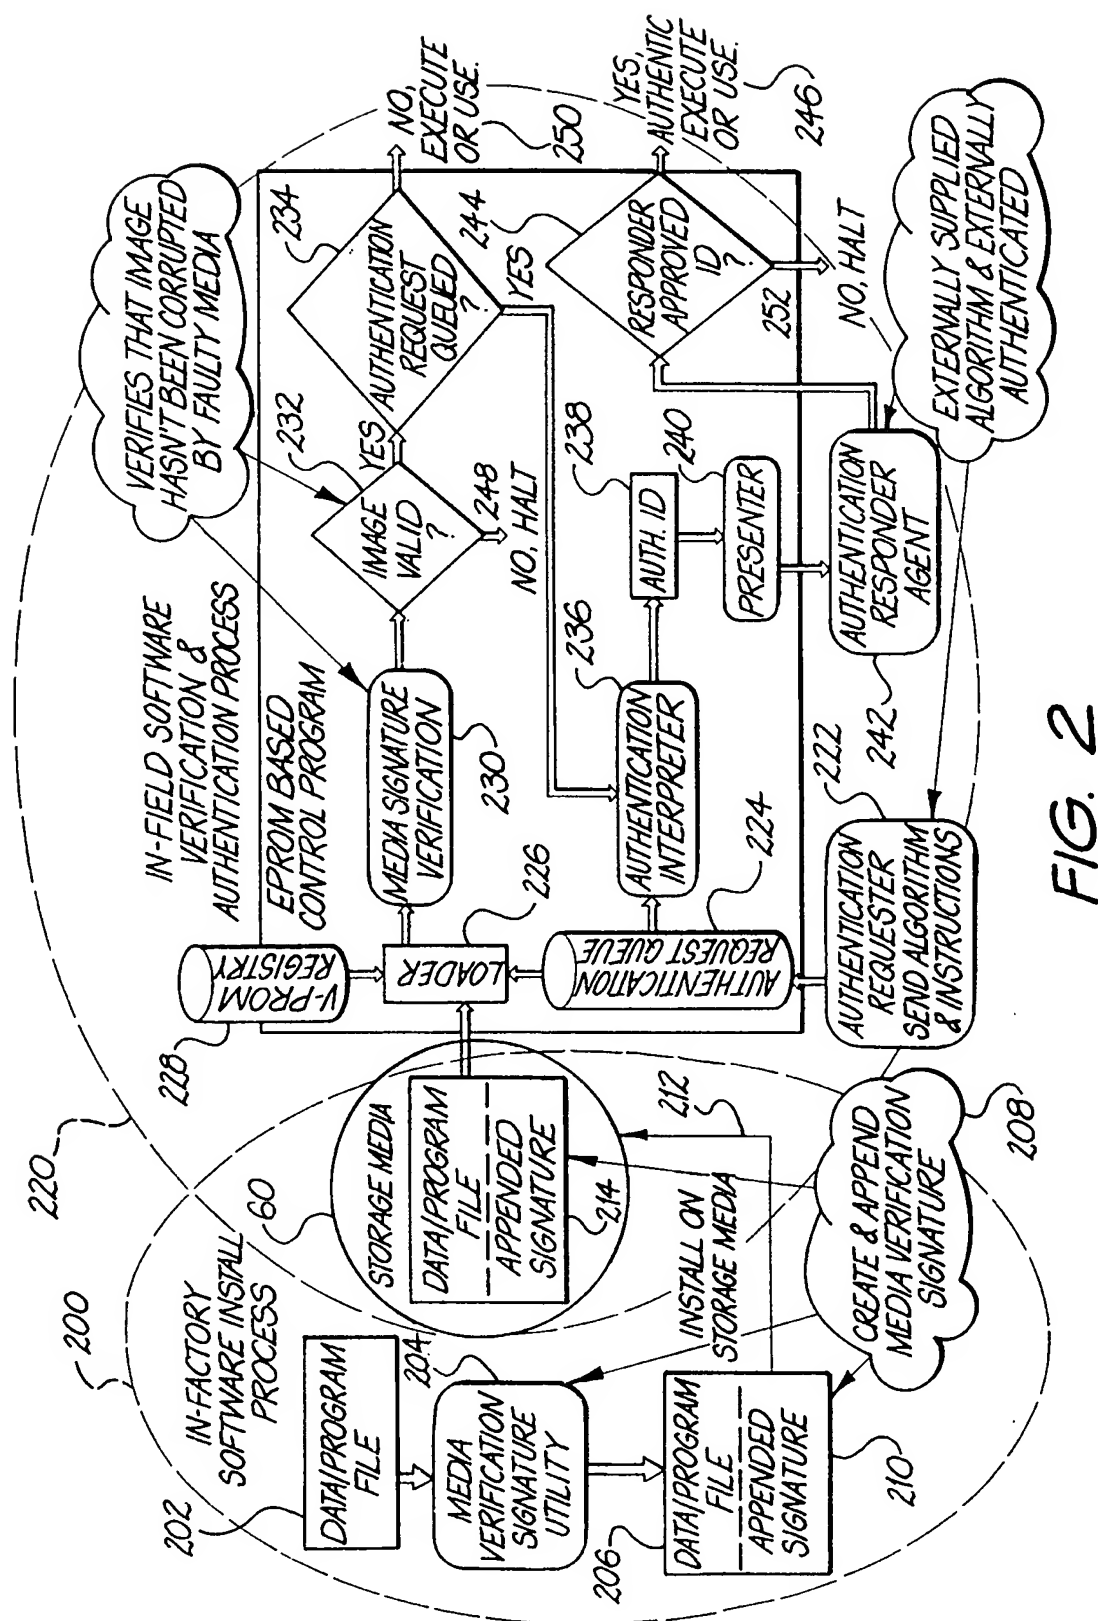 200
IN-FACTORY
SOFTWARE INSTALL
PROCESS
202
DATA/PROGRAM
FILE
204
MEDIA
VERIFICATION
SIGNATURE
UTILITY
206
DATA/PROGRAM
FILE
APPENDED
SIGNATURE
210
INSTALL ON
STORAGE MEDIA
212
CREATE & APPEND
MEDIA VERIFICATION
SIGNATURE
208
60
STORAGE MEDIA
DATA/PROGRAM
FILE
APPENDED
SIGNATURE
214
220
IN-FIELD SOFTWARE
VERIFICATION &
AUTHENTICATION PROCESS
EPROM BASED
CONTROL PROGRAM
228
V-PROM
REGISTRY
LOADER
226
AUTHENTICATION
REQUEST QUEUE
224
AUTHENTICATION
REQUESTER
SEND ALGORITHM
& INSTRUCTIONS
222
MEDIA SIGNATURE
VERIFICATION
230
VERIFIES THAT IMAGE
HASN'T BEEN CORRUPTED
BY FAULTY MEDIA
232
IMAGE
VALID
?
YES
248
NO, HALT
234
AUTHENTICATION
REQUEST
QUEUED
?
YES
NO,
EXECUTE
OR USE.
250
AUTHENTICATION
INTERPRETER
236
AUTH. ID
238
PRESENTER
240
AUTHENTICATION
RESPONDER
AGENT
242
244
RESPONDER
APPROVED
ID
?
YES,
AUTHENTIC
EXECUTE
OR USE.
246
252
NO, HALT
EXTERNALLY SUPPLIED
ALGORITHM & EXTERNALLY
AUTHENTICATED
FIG. 2